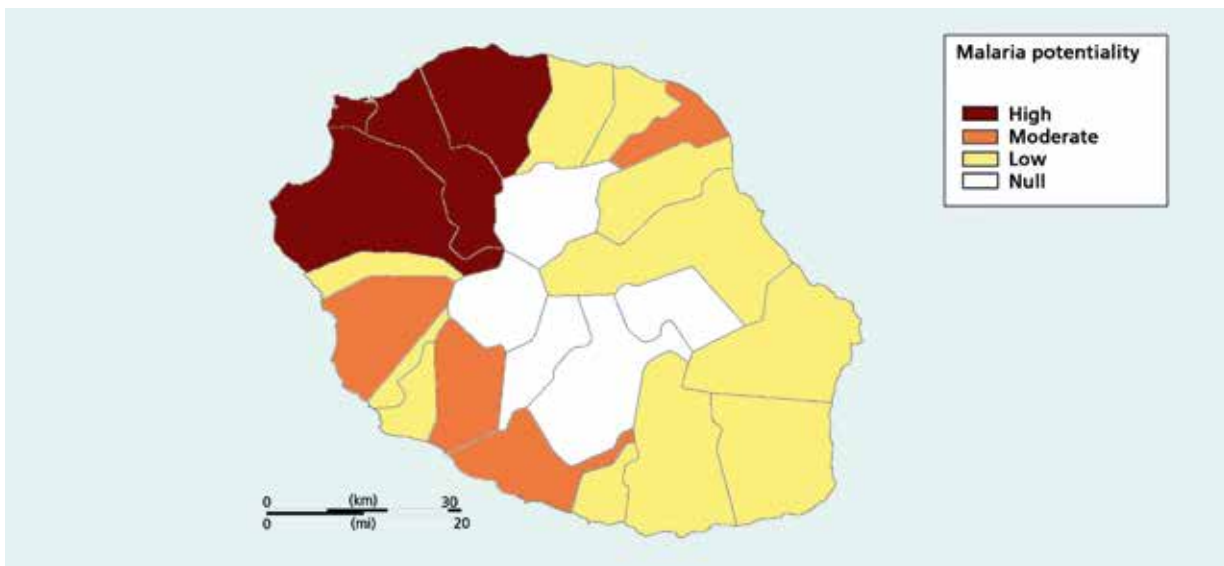 Malaria potentiality
High
Moderate
Low
Null
0 (km) 30
0 (mi) 20